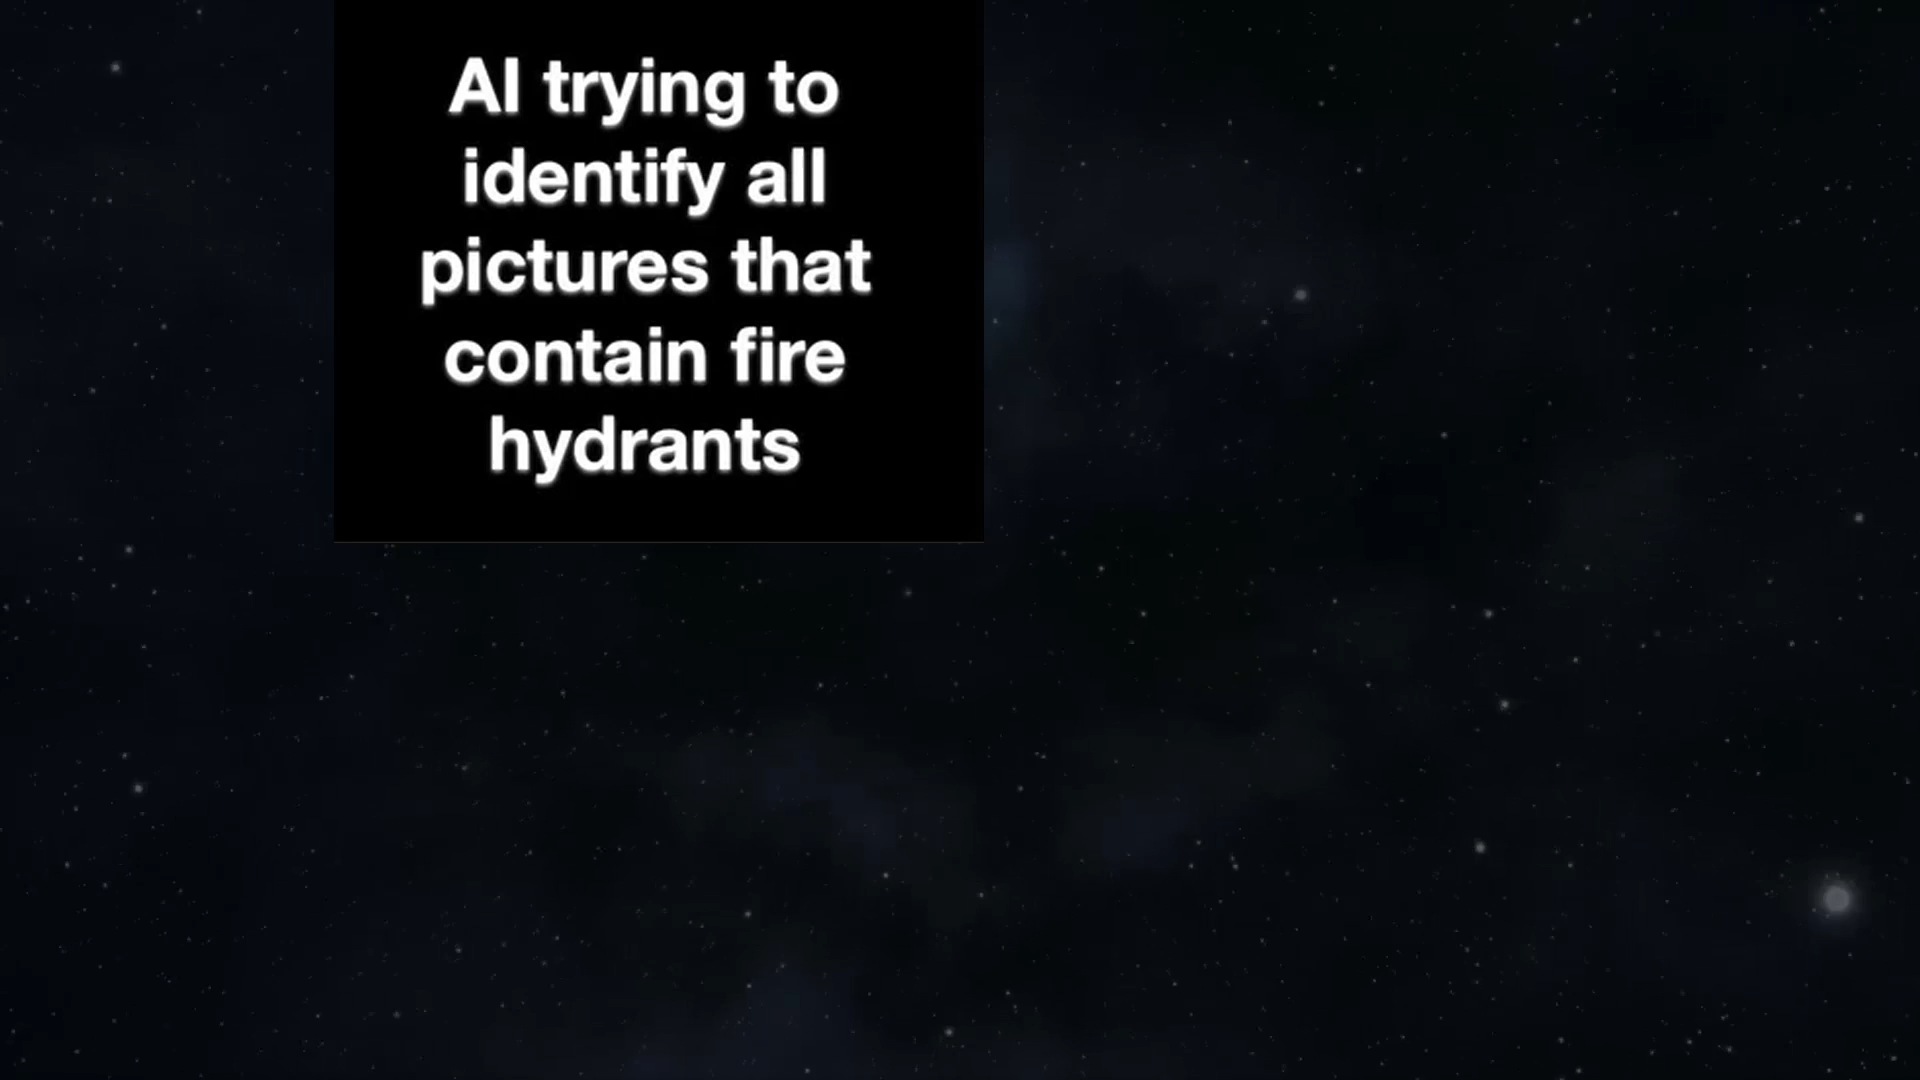 AI trying to
identify all
pictures that
contain fire
hydrants